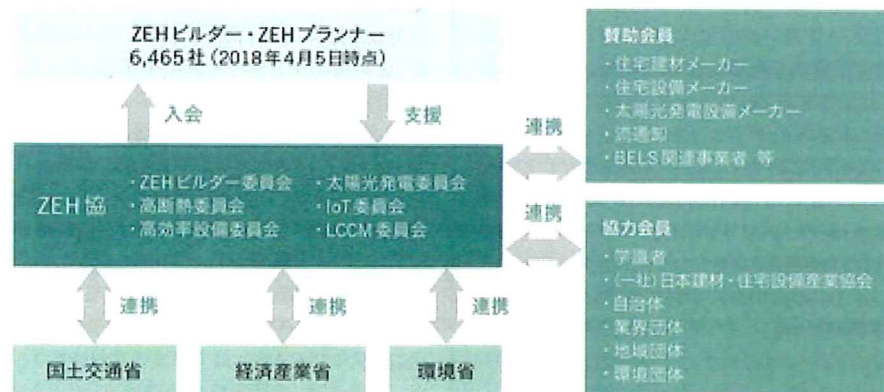 ZEHビルダー・ZEHプランナー
6,465社(2018年4月5日時点)
入会
支援
ZEH協
・ZEHビルダー委員会
・高断熱委員会
・高効率設備委員会
・太陽光発電委員会
・IoT委員会
・LCCM委員会
連携
連携
賛助会員
・住宅建材メーカー
・住宅設備メーカー
・太陽光発電設備メーカー
・流通卸
・BELS関連事業者 等
協力会員
・学識者
・(一社)日本建材・住宅設備産業協会
・自治体
・業界団体
・地域団体
・環境団体
連携
連携
連携
国土交通省
経済産業省
環境省